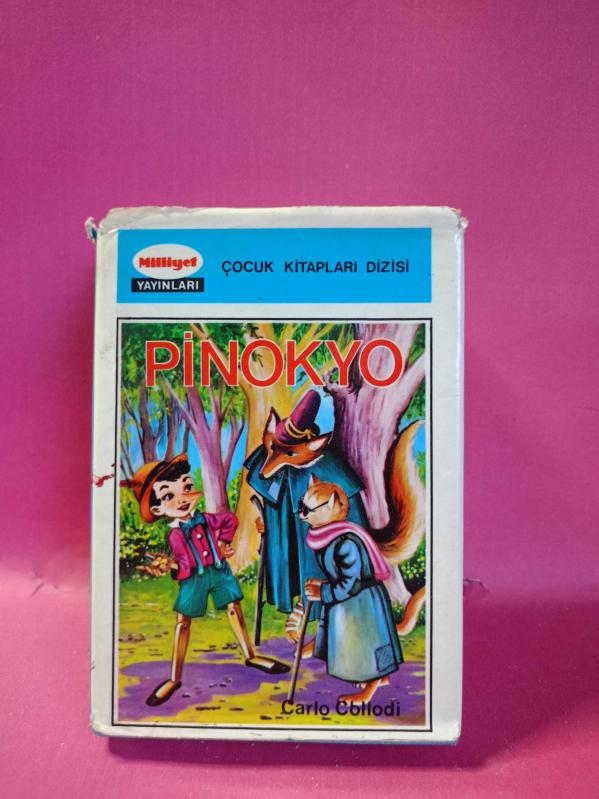 Milliyet
YAYINLARI
ÇOCUK KİTAPLARI DİZİSİ
PİNOKYO
Carlo Collodi